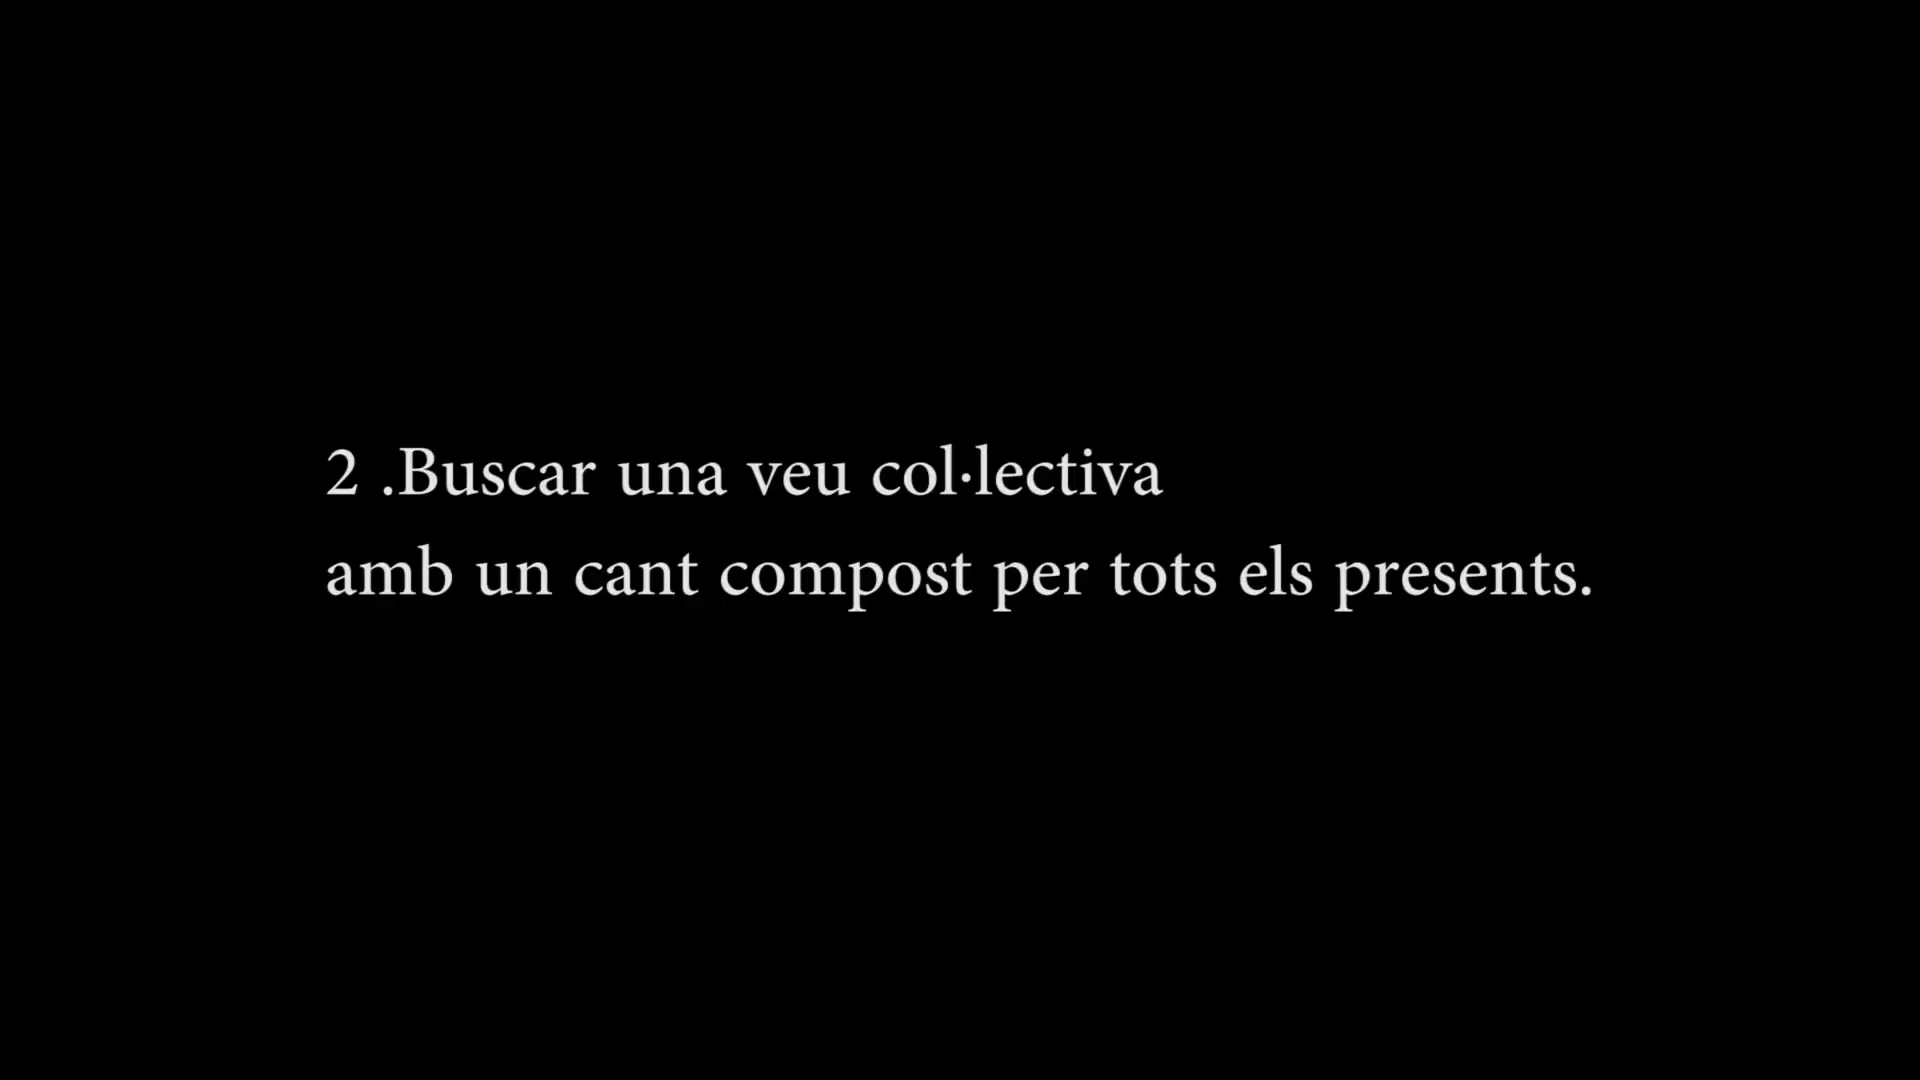 2 .Buscar una veu col·lectiva
amb un cant compost per tots els presents.